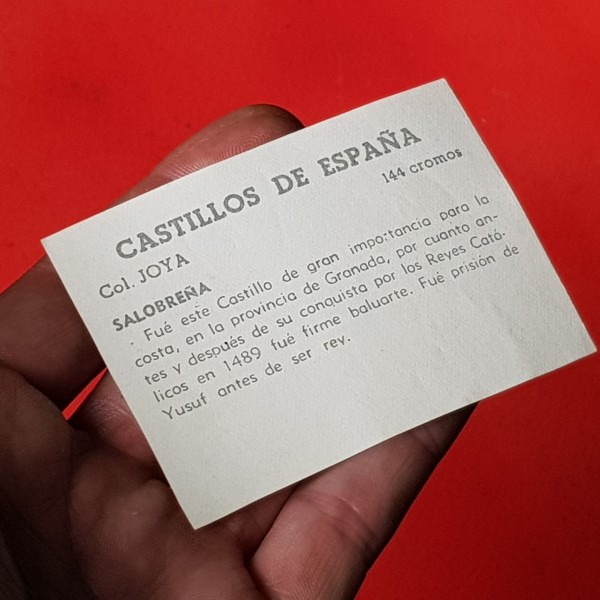 CASTILLOS DE ESPAÑA
144 cromos
Col. JOYA
SALOBREÑA
Fué este Castillo de gran impo:tancia para la
costa, en la provincia de Granada, por cuanto an-
tes y después de su conquista por los Reyes Cató-
licos en 1489 fué firme baluarte. Fué prisión de
Yusuf antes de ser rey.